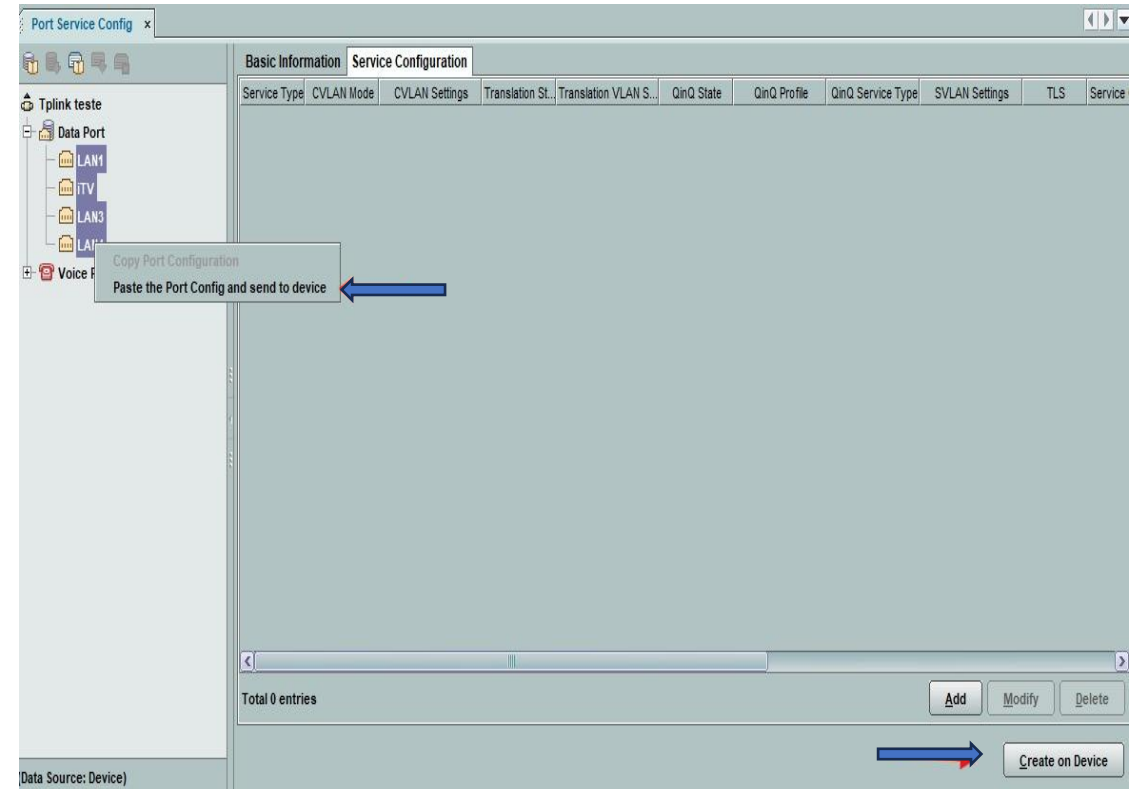 Port Service Config x
Basic Information Service Configuration
Service Type CVLAN Mode CVLAN Settings Translation St... Translation VLAN S... QinQ State QinQ Profile QinQ Service Type SVLAN Settings TLS Service
Tplink teste
Data Port
LAN1
iTV
LAN3
Copy Port Configuration
Voice
Paste the Port Config and send to device
Total 0 entries
Add Modify Delete
Create on Device
(Data Source: Device)